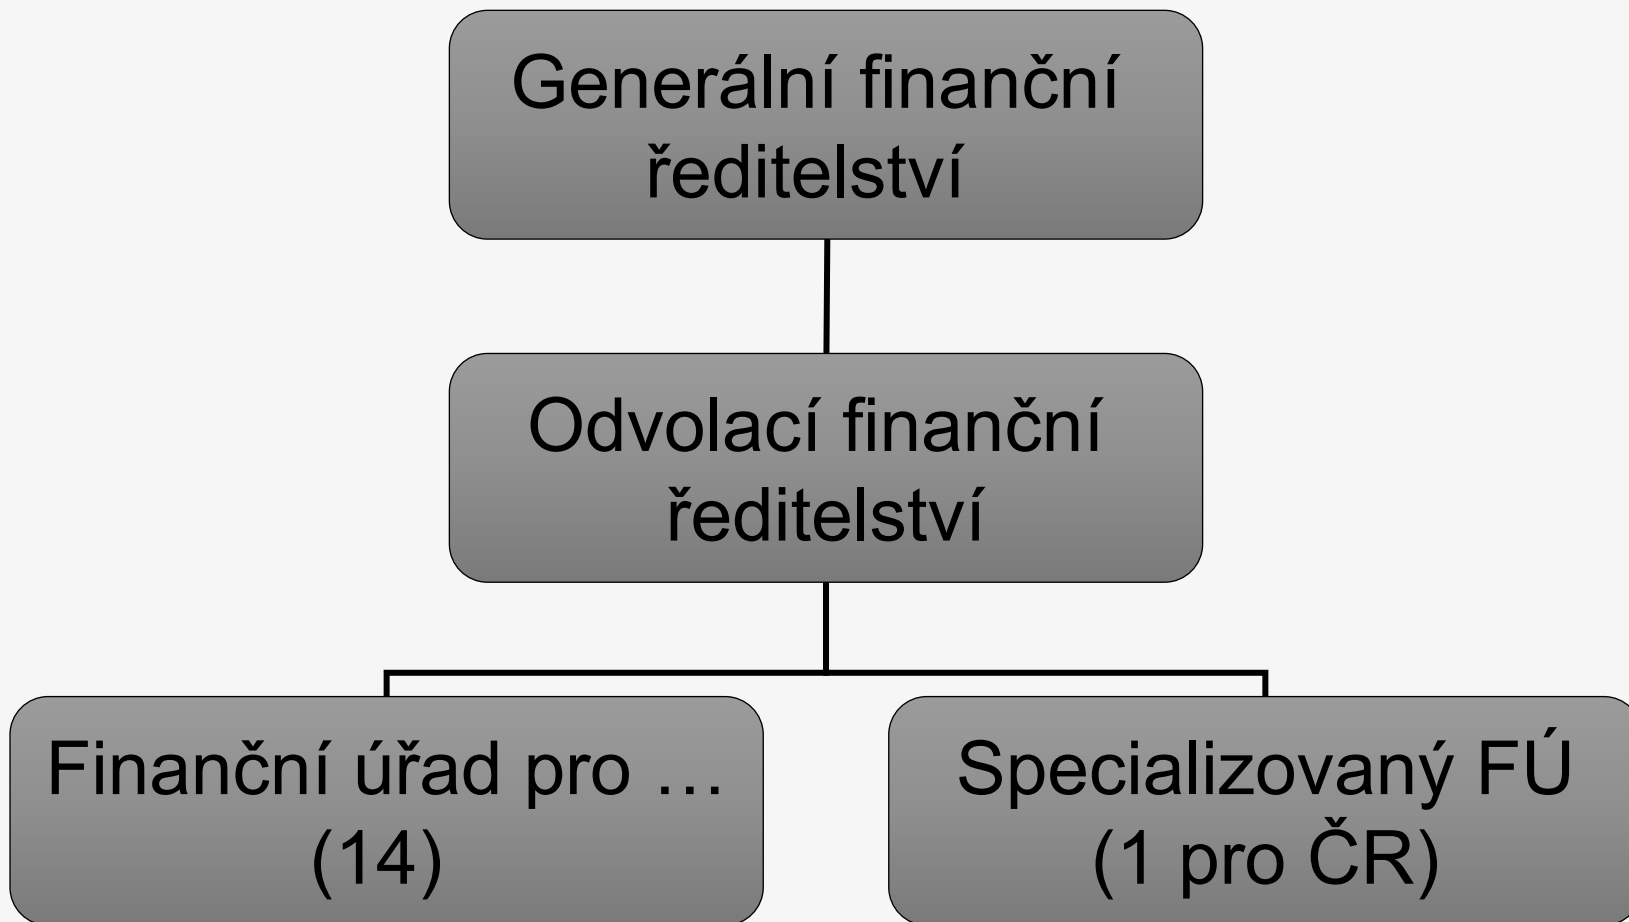 Generální finanční
ředitelství
Odvolací finanční
ředitelství
Finanční úřad pro …
(14)
Specializovaný FÚ
(1 pro ČR)